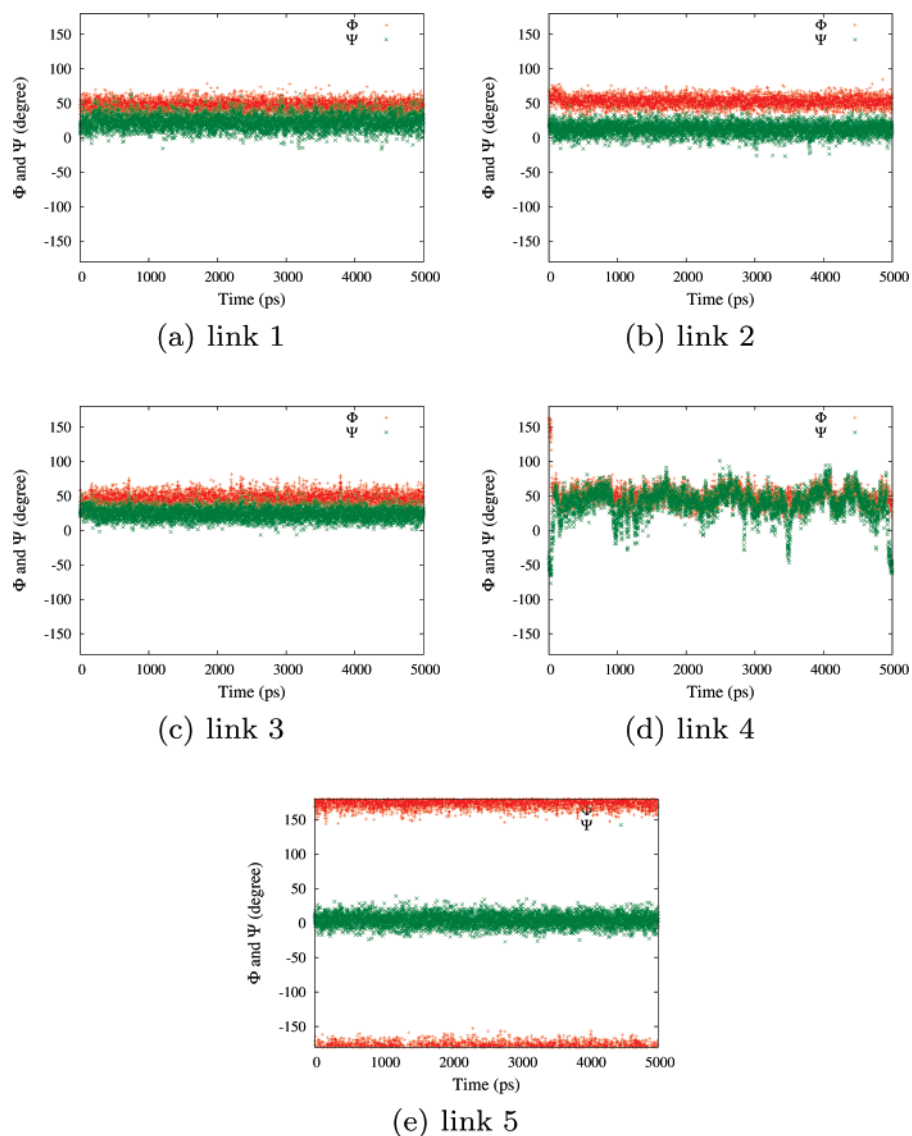 Φ
Ψ
Φ and Ψ (degree)
150
100
50
0
-50
-100
-150
0 1000 2000 3000 4000 5000
Time (ps)
(a) link 1
Φ
Ψ
Φ and Ψ (degree)
150
100
50
0
-50
-100
-150
0 1000 2000 3000 4000 5000
Time (ps)
(b) link 2
Φ
Ψ
Φ and Ψ (degree)
150
100
50
0
-50
-100
-150
0 1000 2000 3000 4000 5000
Time (ps)
(c) link 3
Φ
Ψ
Φ and Ψ (degree)
150
100
50
0
-50
-100
-150
0 1000 2000 3000 4000 5000
Time (ps)
(d) link 4
Φ
Ψ
Φ and Ψ (degree)
150
100
50
0
-50
-100
-150
0 1000 2000 3000 4000 5000
Time (ps)
(e) link 5